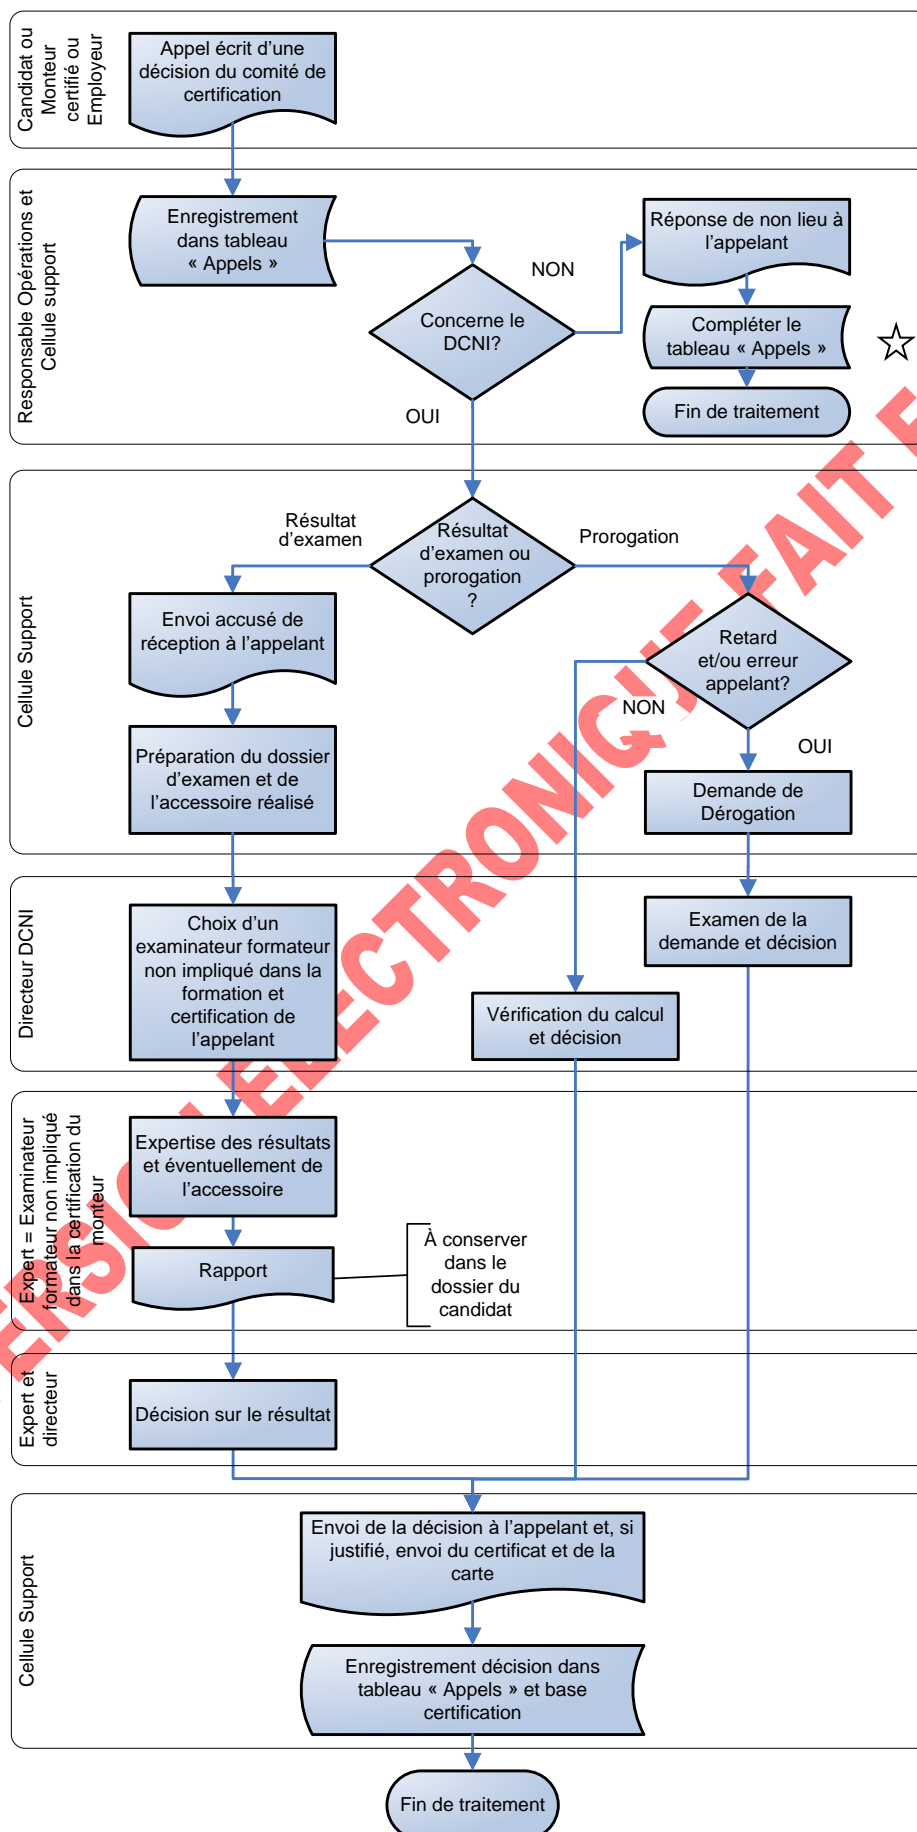 Candidat ou
Monteur
certifié ou
Employeur
Appel écrit d'une
décision du comité de
certification
Responsable Opérations et
Cellule support
Enregistrement
dans tableau
« Appels »
Concerne le
DCNI?
NON
OUI
Réponse de non lieu à
l'appelant
Compléter le
tableau « Appels »
Fin de traitement
Cellule Support
Résultat
d'examen ou
prorogation
?
Résultat
d'examen
Prorogation
Envoi accusé de
réception à l'appelant
Préparation du dossier
d'examen et de
l'accessoire réalisé
Retard
et/ou erreur
appelant?
NON
OUI
Demande de
Dérogation
Directeur DCNI
Choix d'un
examinateur formateur
non impliqué dans la
formation et
certification de
l'appelant
Vérification du calcul
et décision
Examen de la
demande et décision
Expert = Examinateur
formateur non impliqué
dans la certification du
monteur
Expertise des résultats
et éventuellement de
l'accessoire
Rapport
À conserver
dans le
dossier du
candidat
Expert et
directeur
Décision sur le résultat
Cellule Support
Envoi de la décision à l'appelant et, si
justifié, envoi du certificat et de la
carte
Enregistrement décision dans
tableau « Appels » et base
certification
Fin de traitement
ERSION ELECTRONIQUE FAIT F